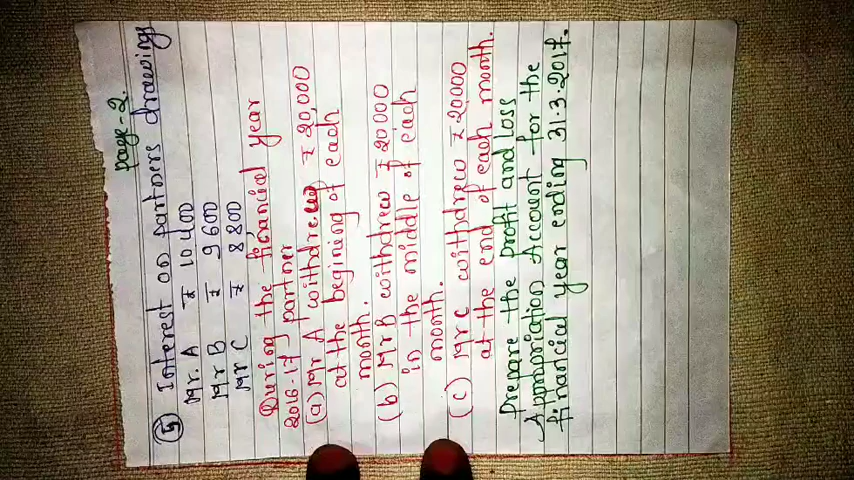 page-2
(5) Interest on partners drawings
Mr. A ₹ 10400
Mr B ₹ 9600
Mr C ₹ 8800
During the financial year
2016-17 partner
(a) Mr A withdrew ₹ 20,000
at the begining of each
month.
(b) Mr B withdrew ₹ 20000
in the middle of each
month.
(c) Mr C withdrew ₹ 20000
at the end of each month.
Prepare the profit and loss
Appropriation Account for the
financial year ending 31.3.2017.